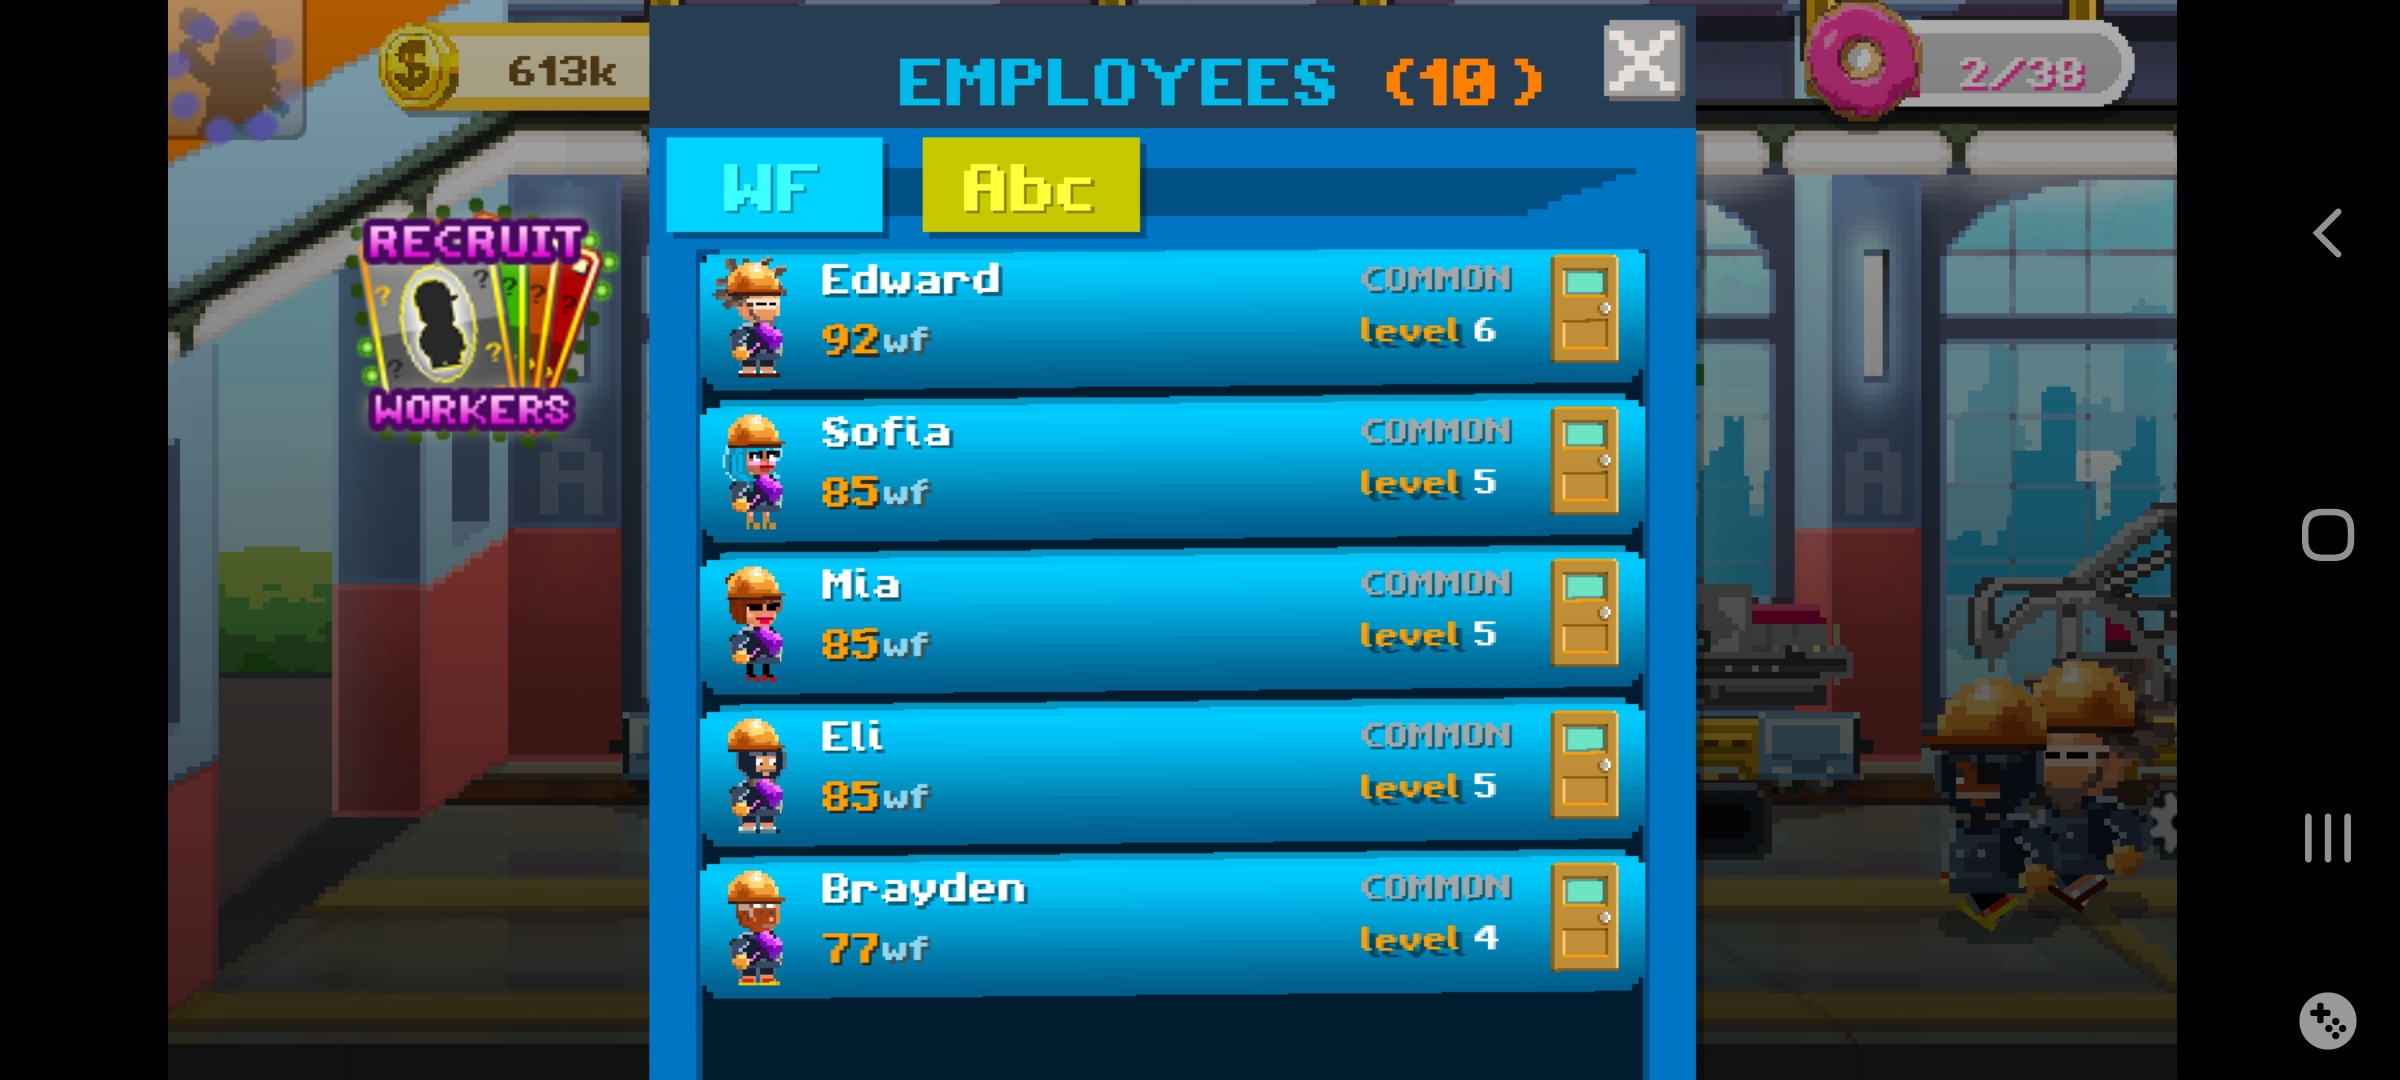 613k
EMPLOYEES (10)
2/38
WF
Abc
RECRUIT
WORKERS
Edward
COMMON
92wf
level 6
Sofia
COMMON
85wf
level 5
Mia
COMMON
85wf
level 5
Eli
COMMON
85wf
level 5
Brayden
COMMON
77wf
level 4
A
A